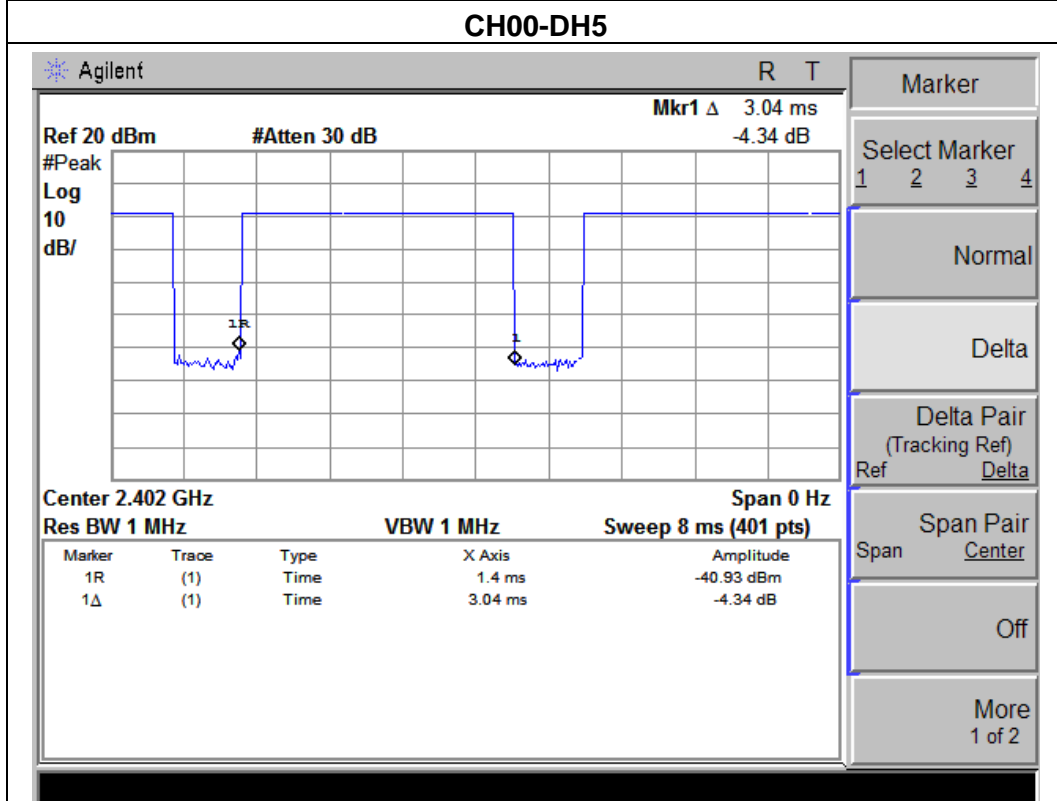 CH00-DH5
Agilent R T
Mkr1 Δ 3.04 ms
Ref 20 dBm #Atten 30 dB -4.34 dB
#Peak
Log
10
dB/
1R
1
Center 2.402 GHz Span 0 Hz
Res BW 1 MHz VBW 1 MHz Sweep 8 ms (401 pts)
Marker Trace Type X Axis Amplitude
1R (1) Time 1.4 ms -40.93 dBm
1Δ (1) Time 3.04 ms -4.34 dB
Marker
Select Marker
1 2 3 4
Normal
Delta
Delta Pair
(Tracking Ref)
Ref Delta
Span Pair
Span Center
Off
More
1 of 2